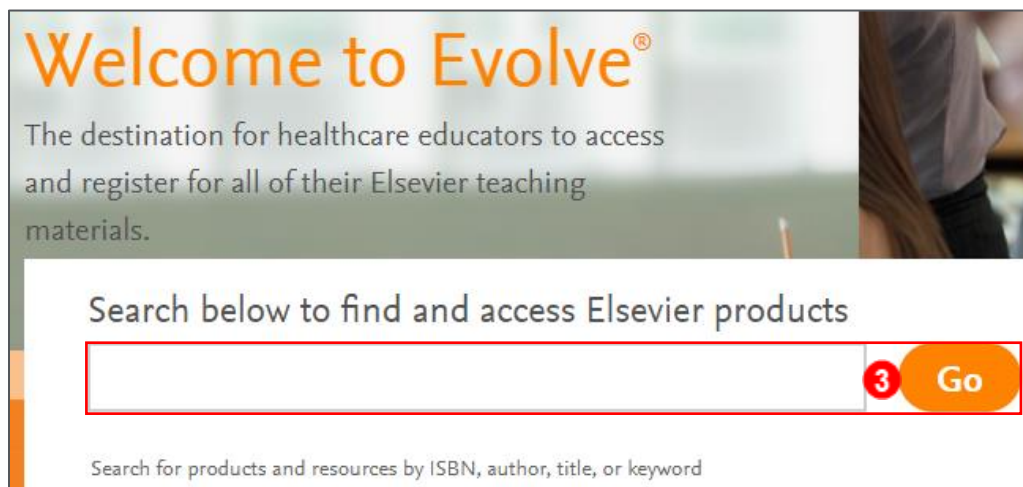 Welcome to Evolve®
The destination for healthcare educators to access
and register for all of their Elsevier teaching
materials.
Search below to find and access Elsevier products
3 Go
Search for products and resources by ISBN, author, title, or keyword